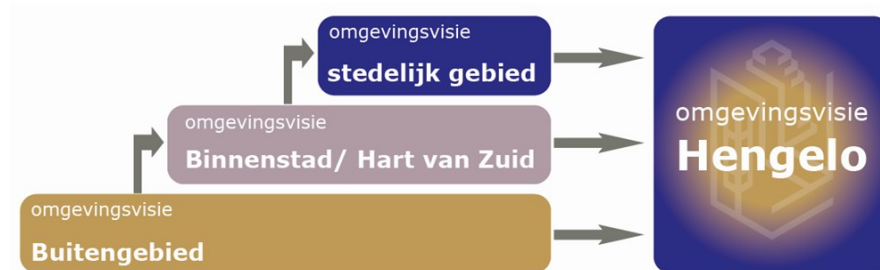 omgevingsvisie
stedelijk gebied
omgevingsvisie
Binnenstad/ Hart van Zuid
omgevingsvisie
Buitengebied
omgevingsvisie
Hengelo